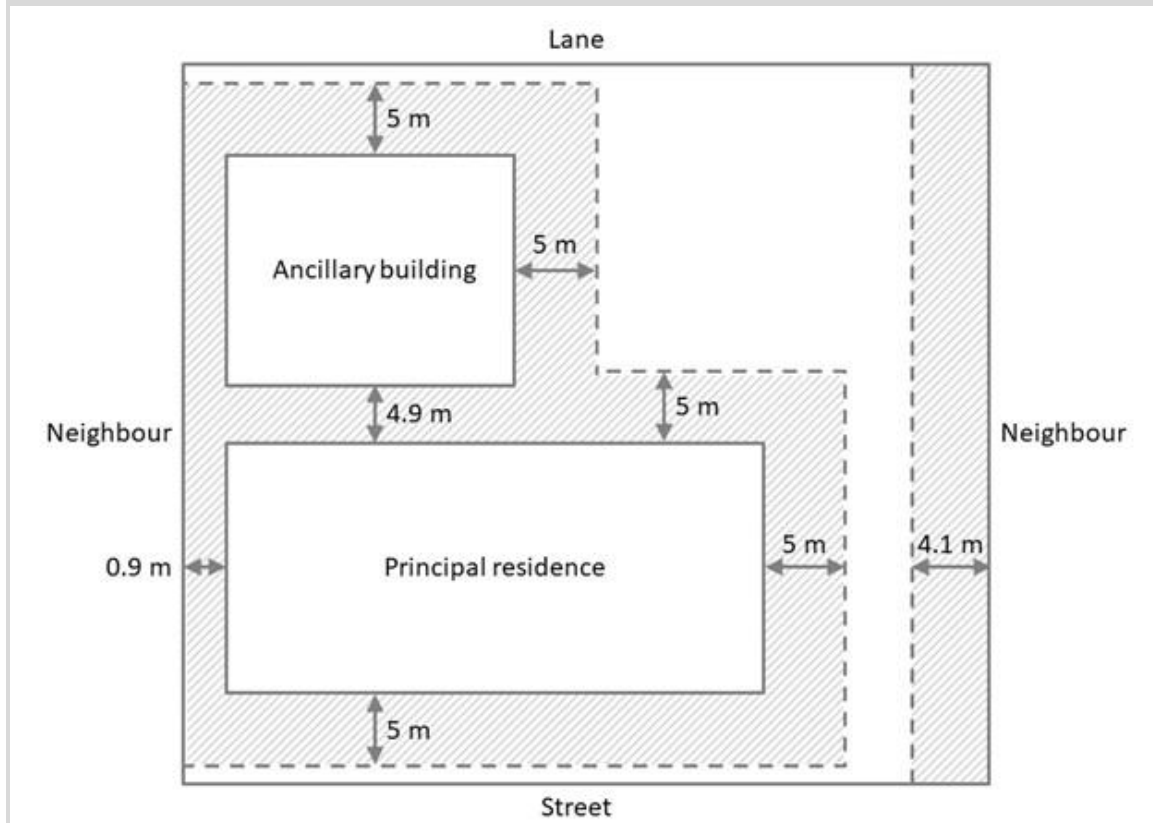 Lane
5 m
5 m
Ancillary building
4.9 m
5 m
Neighbour
Neighbour
0.9 m
Principal residence
5 m
4.1 m
5 m
Street